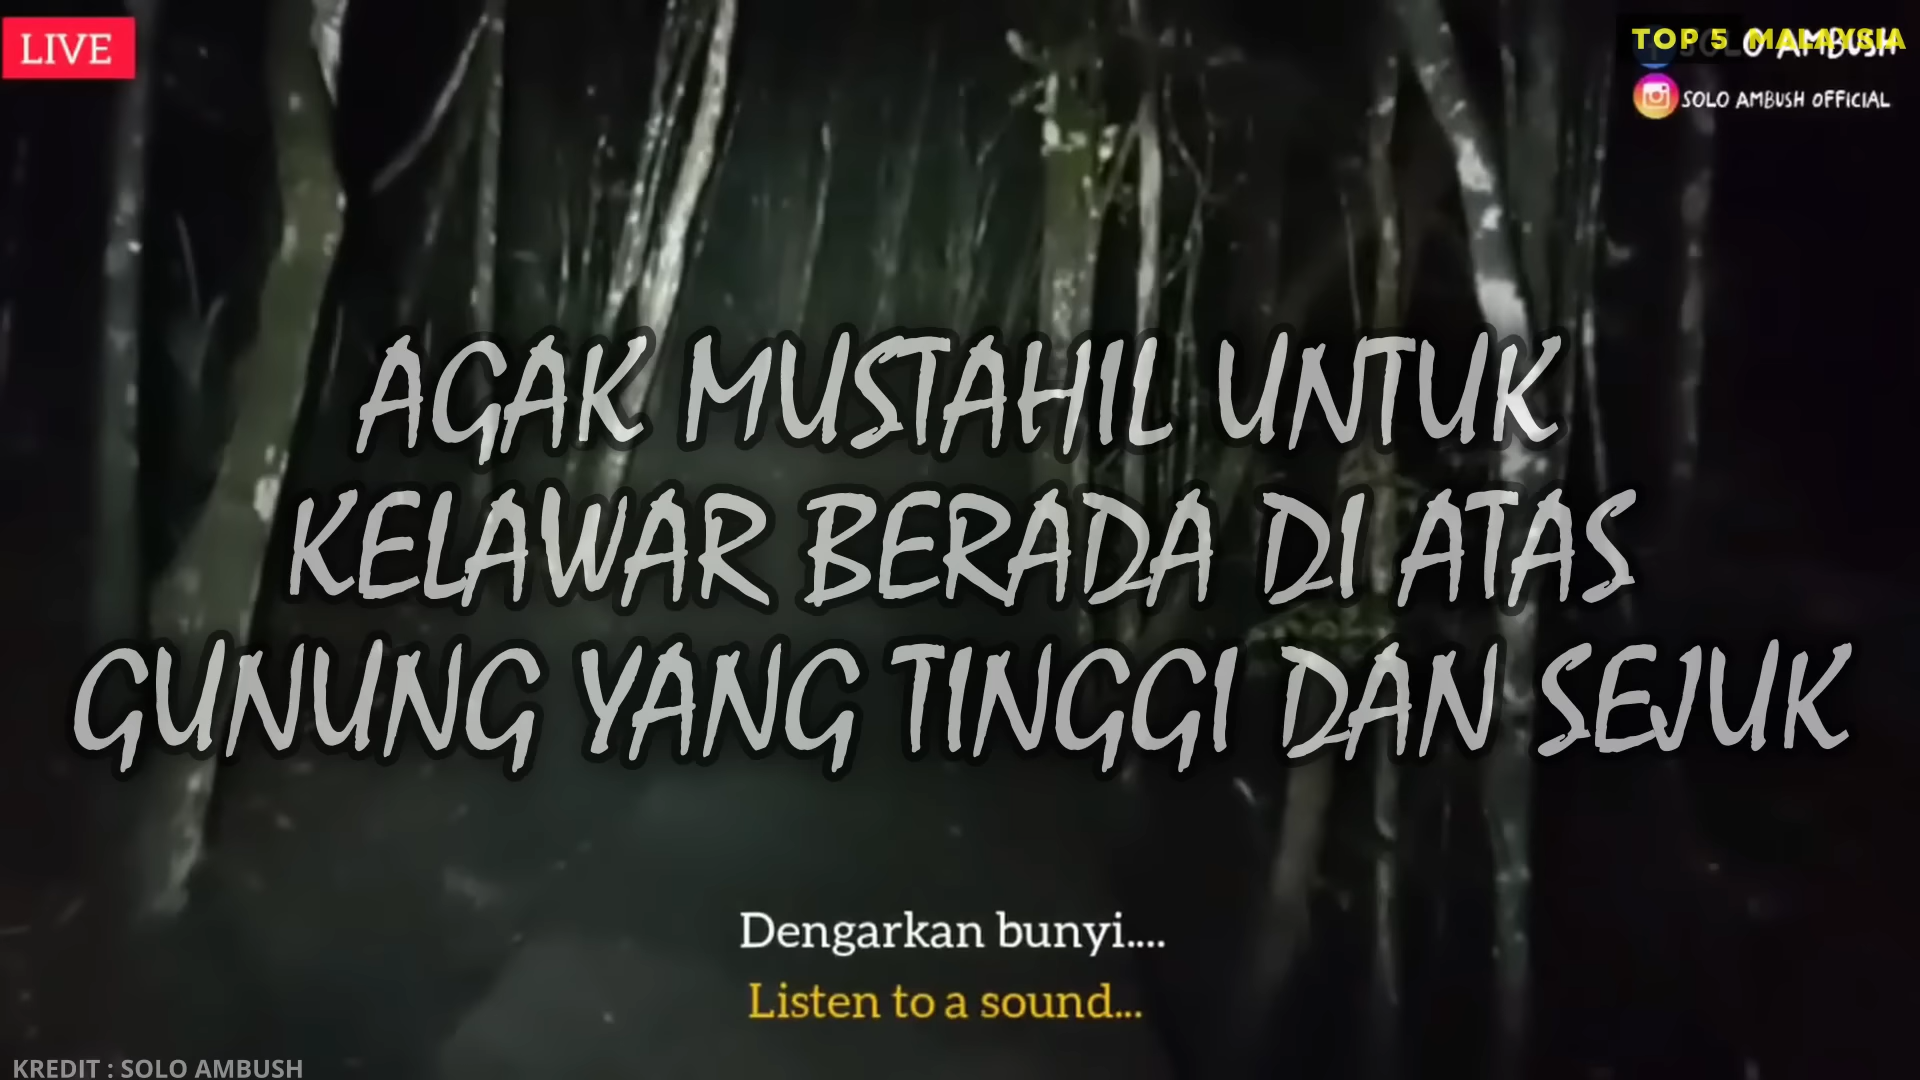 LIVE
TOP 5 MALAYSIA
O AMBUSH
SOLO AMBUSH OFFICIAL
AGAK MUSTAHIL UNTUK
KELAWAR BERADA DI ATAS
GUNUNG YANG TINGGI DAN SEJUK
Dengarkan bunyi....
Listen to a sound...
KREDIT : SOLO AMBUSH